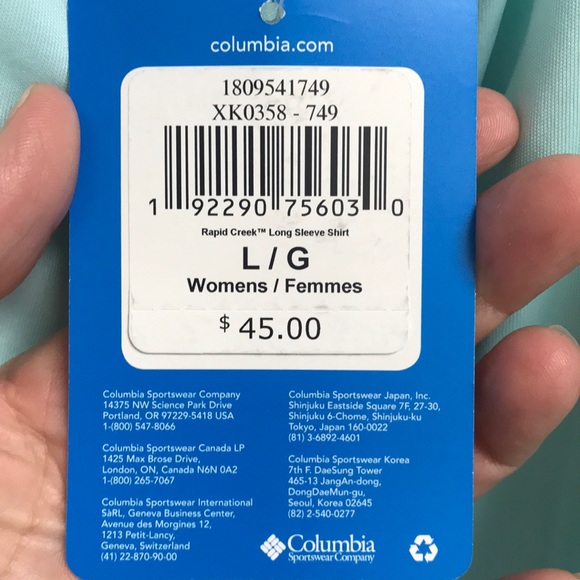 columbia.com
1809541749
XK0358 - 749
1 92290 75603 0
Rapid Creek™ Long Sleeve Shirt
L / G
Womens / Femmes
$ 45.00
Columbia Sportswear Company
14375 NW Science Park Drive
Portland, OR 97229-5418 USA
1-(800) 547-8066
Columbia Sportswear Canada LP
1425 Max Brose Drive,
London, ON, Canada N6N 0A2
1-(800) 265-7067
Columbia Sportswear International
SàRL, Geneva Business Center,
Avenue des Morgines 12,
1213 Petit-Lancy,
Geneva, Switzerland
(41) 22-870-90-00
Columbia Sportswear Japan, Inc.
Shinjuku Eastside Square 7F, 27-30,
Shinjuku 6-Chome, Shinjuku-ku
Tokyo, Japan 160-0022
(81) 3-6892-4601
Columbia Sportswear Korea
7th F. DaeSung Tower
465-13 JangAn-dong,
DongDaeMun-gu,
Seoul, Korea 02645
(82) 2-540-0277
Columbia
Sportswear Company